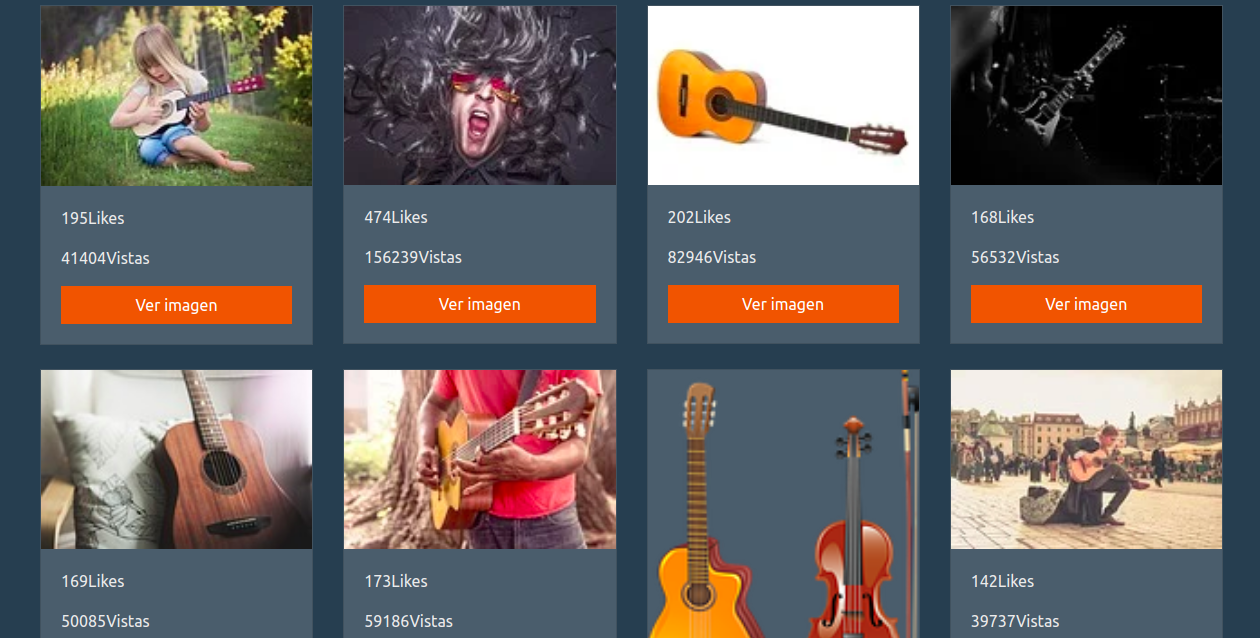 195Likes
41404Vistas
Ver imagen
474Likes
156239Vistas
Ver imagen
202Likes
82946Vistas
Ver imagen
168Likes
56532Vistas
Ver imagen
169Likes
50085Vistas
173Likes
59186Vistas
142Likes
39737Vistas